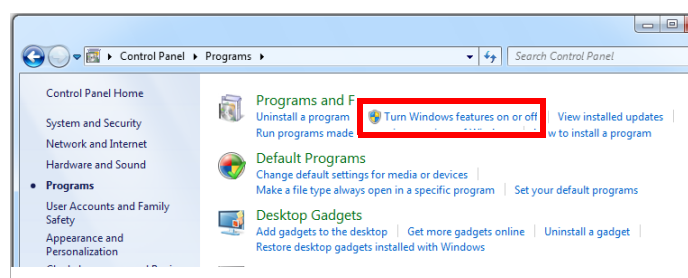 Control Panel ▸ Programs ▸
Search Control Panel
Control Panel Home
System and Security
Network and Internet
Hardware and Sound
Programs
User Accounts and Family
Safety
Appearance and
Personalization
Programs and F
Uninstall a program
Turn Windows features on or off
View installed updates
Run programs made
w to install a program
Default Programs
Change default settings for media or devices
Make a file type always open in a specific program
Set your default programs
Desktop Gadgets
Add gadgets to the desktop
Get more gadgets online
Uninstall a gadget
Restore desktop gadgets installed with Windows